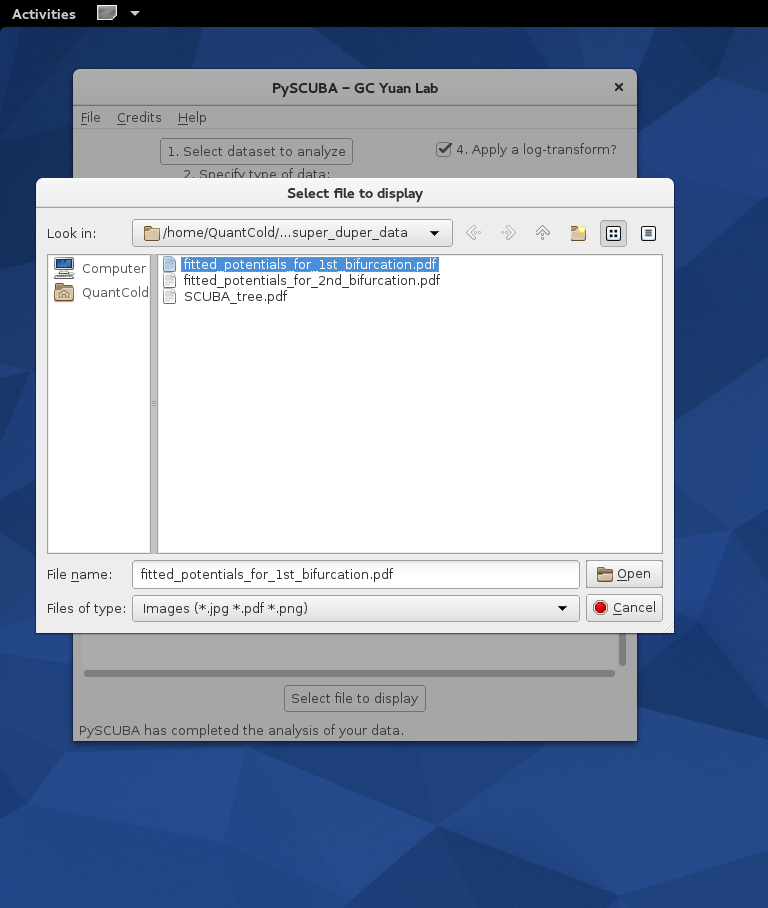 Activities
PySCUBA – GC Yuan Lab
File Credits Help
1. Select dataset to analyze
4. Apply a log-transform?
2. Specify type of data:
Select file to display
Look in: /home/QuantCold/...super_duper_data
Computer
QuantCold
fitted_potentials_for_1st_bifurcation.pdf
fitted_potentials_for_2nd_bifurcation.pdf
SCUBA_tree.pdf
File name: fitted_potentials_for_1st_bifurcation.pdf Open
Files of type: Images (*.jpg *.pdf *.png) Cancel
Select file to display
PySCUBA has completed the analysis of your data.